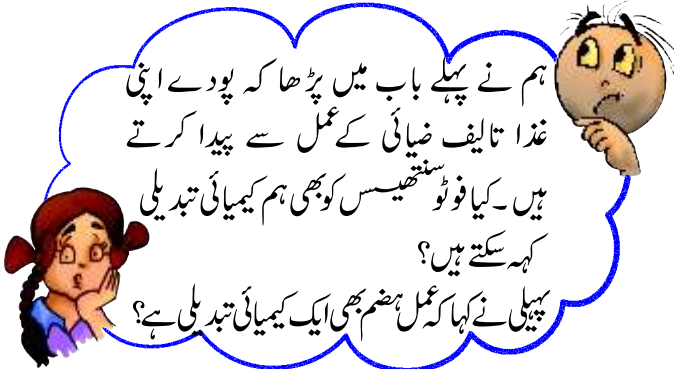 ہم نے پہلے باب میں پڑھا کہ پودے اپنی
غذا تالیف ضیائی کے عمل سے پیدا کرتے
ہیں۔ کیا فوٹوسنتھیسس کو بھی ہم کیمیائی تبدیلی
کہہ سکتے ہیں؟
پہیلی نے کہا کہ عمل ہضم بھی ایک کیمیائی تبدیلی ہے؟